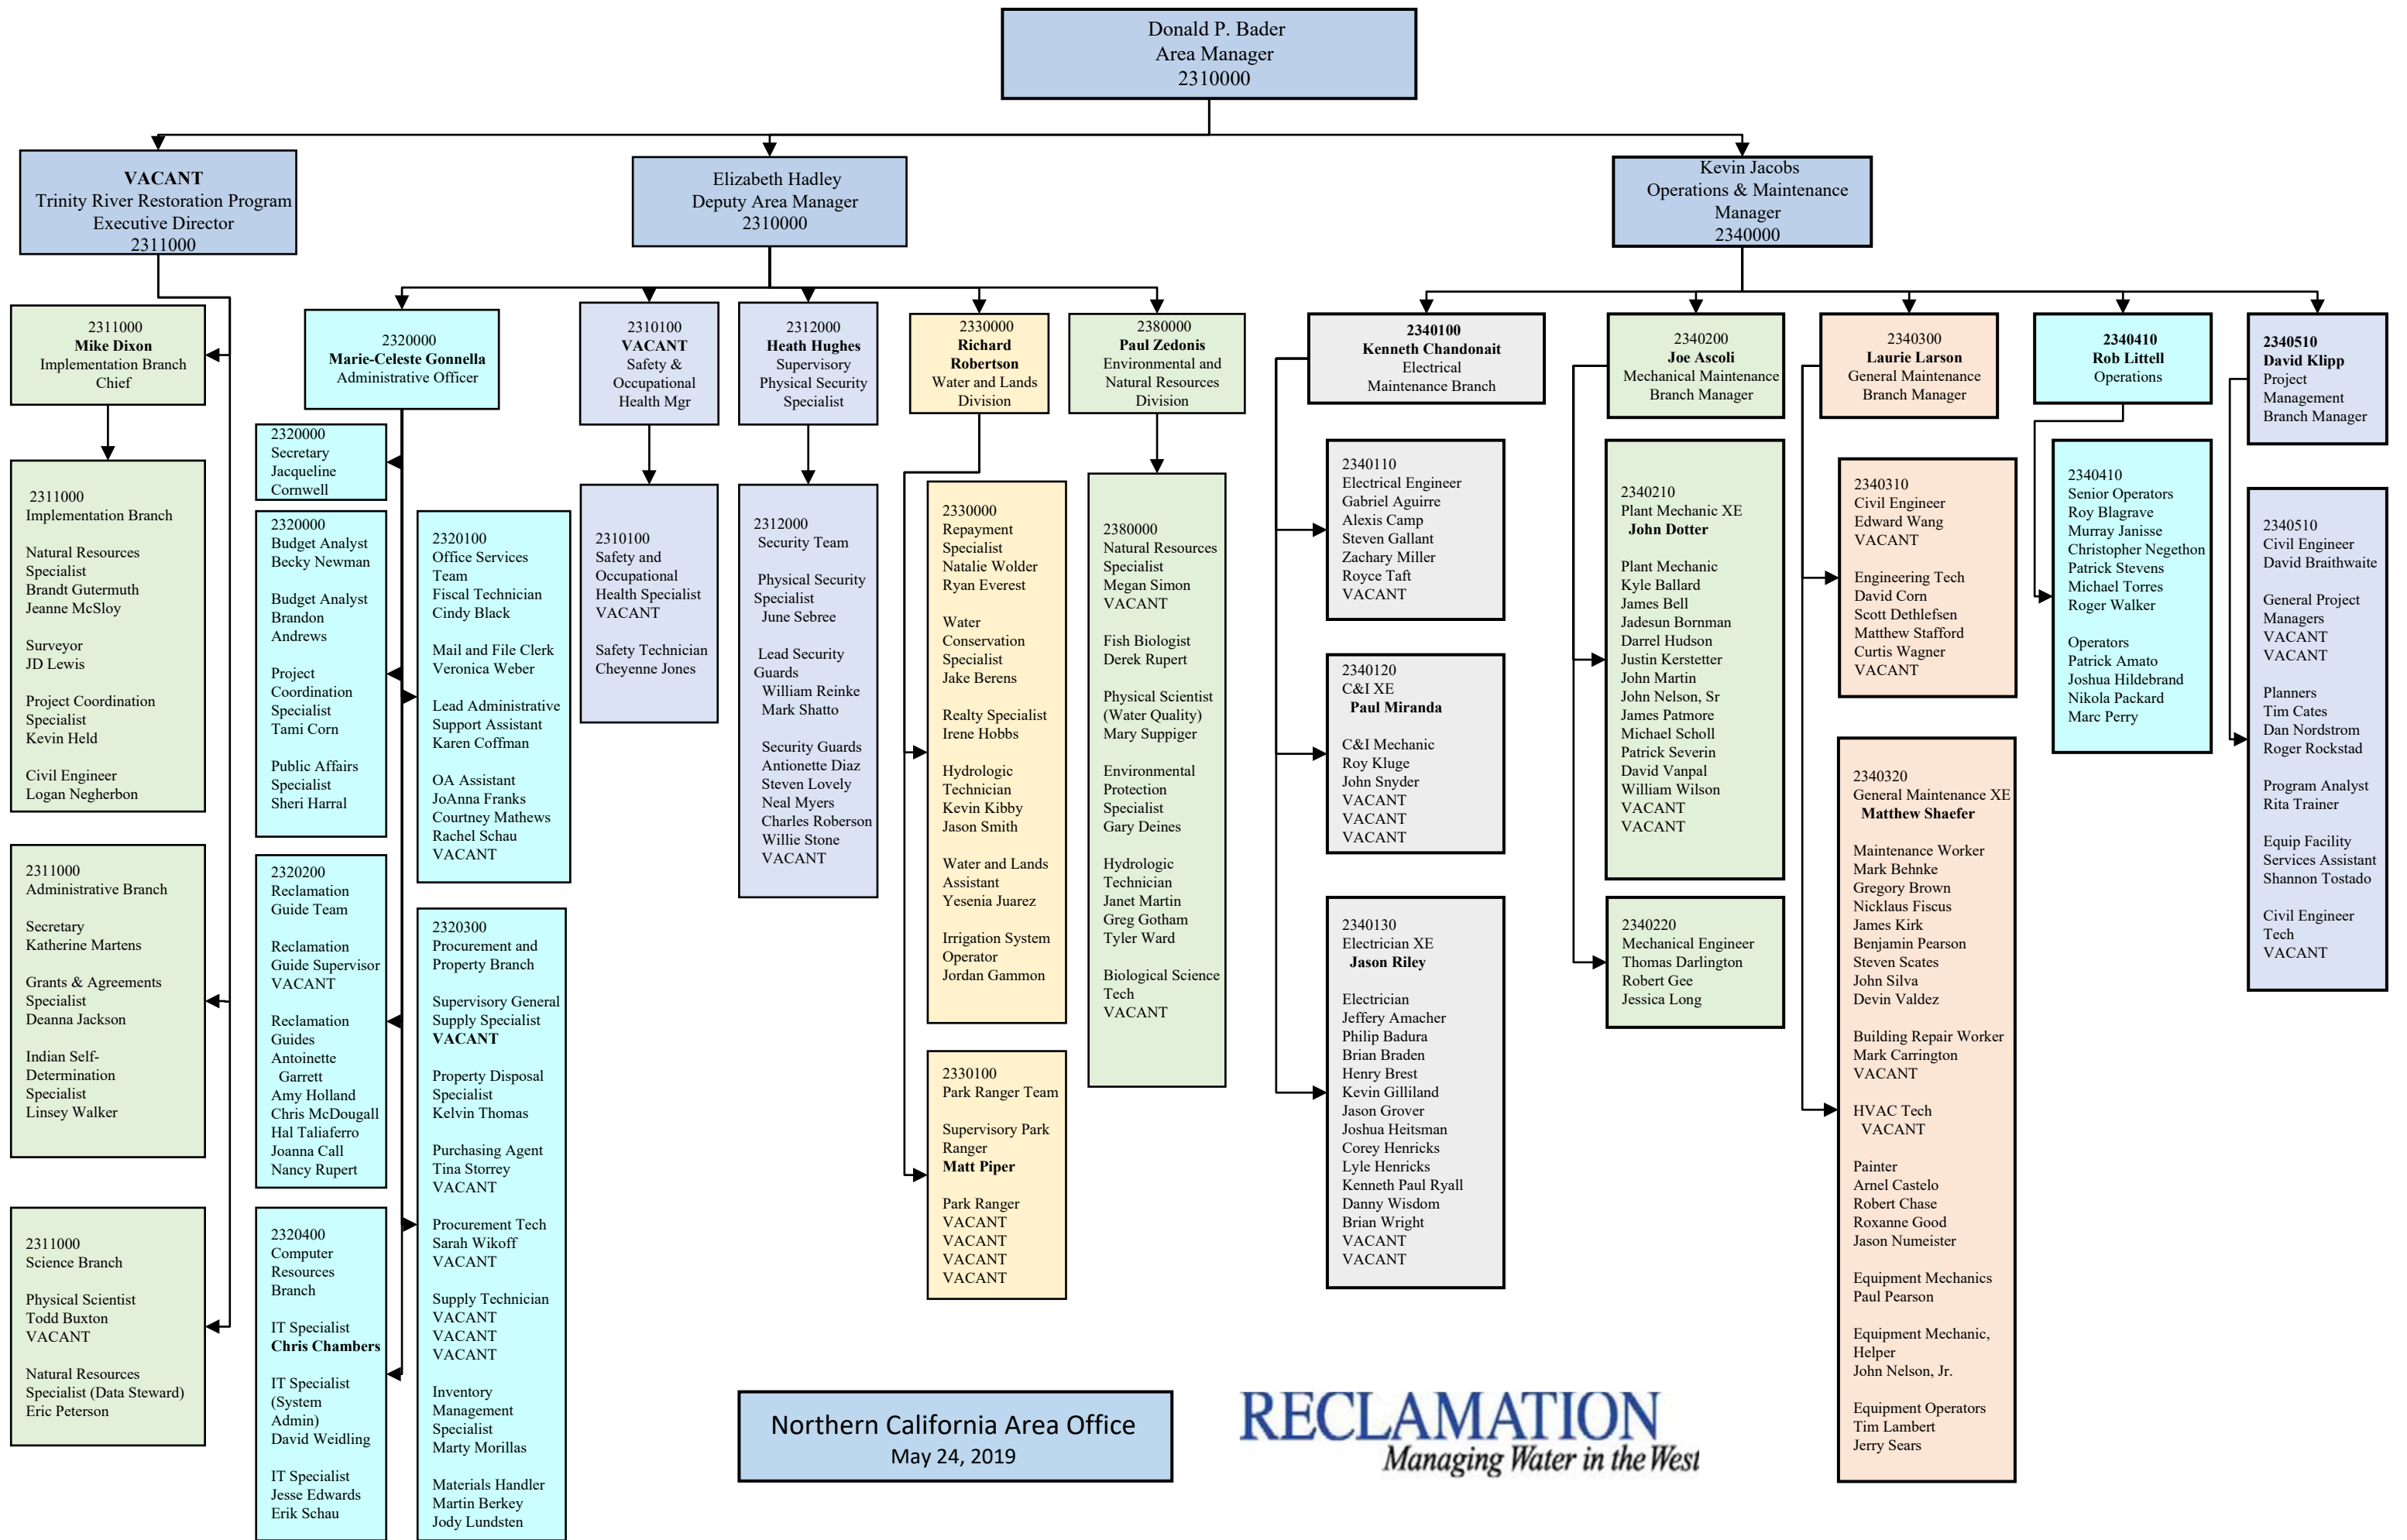 Donald P. Bader
Area Manager
2310000
VACANT
Trinity River Restoration Program
Executive Director
2311000
Elizabeth Hadley
Deputy Area Manager
2310000
Kevin Jacobs
Operations & Maintenance
Manager
2340000
2311000
Mike Dixon
Implementation Branch
Chief
2311000
Implementation Branch
Natural Resources
Specialist
Brandt Gutermuth
Jeanne McSloy
Surveyor
JD Lewis
Project Coordination
Specialist
Kevin Held
Civil Engineer
Logan Negherbon
2311000
Administrative Branch
Secretary
Katherine Martens
Grants & Agreements
Specialist
Deanna Jackson
Indian Self-
Determination
Specialist
Linsey Walker
2311000
Science Branch
Physical Scientist
Todd Buxton
VACANT
Natural Resources
Specialist (Data Steward)
Eric Peterson
2320000
Marie-Celeste Gonnella
Administrative Officer
2320000
Secretary
Jacqueline
Cornwell
2320000
Budget Analyst
Becky Newman
Budget Analyst
Brandon
Andrews
Project
Coordination
Specialist
Tami Corn
Public Affairs
Specialist
Sheri Harral
2320200
Reclamation
Guide Team
Reclamation
Guide Supervisor
VACANT
Reclamation
Guides
Antoinette
Garrett
Amy Holland
Chris McDougall
Hal Taliaferro
Joanna Call
Nancy Rupert
2320400
Computer
Resources
Branch
IT Specialist
Chris Chambers
IT Specialist
(System
Admin)
David Weidling
IT Specialist
Jesse Edwards
Erik Schau
2320100
Office Services
Team
Fiscal Technician
Cindy Black
Mail and File Clerk
Veronica Weber
Lead Administrative
Support Assistant
Karen Coffman
OA Assistant
JoAnna Franks
Courtney Mathews
Rachel Schau
VACANT
2320300
Procurement and
Property Branch
Supervisory General
Supply Specialist
VACANT
Property Disposal
Specialist
Kelvin Thomas
Purchasing Agent
Tina Storrey
VACANT
Procurement Tech
Sarah Wikoff
VACANT
Supply Technician
VACANT
VACANT
VACANT
Inventory
Management
Specialist
Marty Morillas
Materials Handler
Martin Berkey
Jody Lundsten
2310100
VACANT
Safety &
Occupational
Health Mgr
2310100
Safety and
Occupational
Health Specialist
VACANT
Safety Technician
Cheyenne Jones
2312000
Heath Hughes
Supervisory
Physical Security
Specialist
2312000
Security Team
Physical Security
Specialist
June Sebree
Lead Security
Guards
William Reinke
Mark Shatto
Security Guards
Antionette Diaz
Steven Lovely
Neal Myers
Charles Roberson
Willie Stone
VACANT
2330000
Richard
Robertson
Water and Lands
Division
2330000
Repayment
Specialist
Natalie Wolder
Ryan Everest
Water
Conservation
Specialist
Jake Berens
Realty Specialist
Irene Hobbs
Hydrologic
Technician
Kevin Kibby
Jason Smith
Water and Lands
Assistant
Yesenia Juarez
Irrigation System
Operator
Jordan Gammon
2330100
Park Ranger Team
Supervisory Park
Ranger
Matt Piper
Park Ranger
VACANT
VACANT
VACANT
VACANT
2380000
Paul Zedonis
Environmental and
Natural Resources
Division
2380000
Natural Resources
Specialist
Megan Simon
VACANT
Fish Biologist
Derek Rupert
Physical Scientist
(Water Quality)
Mary Suppiger
Environmental
Protection
Specialist
Gary Deines
Hydrologic
Technician
Janet Martin
Greg Gotham
Tyler Ward
Biological Science
Tech
VACANT
2340100
Kenneth Chandonait
Electrical
Maintenance Branch
2340110
Electrical Engineer
Gabriel Aguirre
Alexis Camp
Steven Gallant
Zachary Miller
Royce Taft
VACANT
2340120
C&I XE
Paul Miranda
C&I Mechanic
Roy Kluge
John Snyder
VACANT
VACANT
VACANT
2340130
Electrician XE
Jason Riley
Electrician
Jeffery Amacher
Philip Badura
Brian Braden
Henry Brest
Kevin Gilliland
Jason Grover
Joshua Heitsman
Corey Henricks
Lyle Henricks
Kenneth Paul Ryall
Danny Wisdom
Brian Wright
VACANT
VACANT
2340200
Joe Ascoli
Mechanical Maintenance
Branch Manager
2340210
Plant Mechanic XE
John Dotter
Plant Mechanic
Kyle Ballard
James Bell
Jadesun Bornman
Darrel Hudson
Justin Kerstetter
John Martin
John Nelson, Sr
James Patmore
Michael Scholl
Patrick Severin
David Vanpal
William Wilson
VACANT
VACANT
2340220
Mechanical Engineer
Thomas Darlington
Robert Gee
Jessica Long
2340300
Laurie Larson
General Maintenance
Branch Manager
2340310
Civil Engineer
Edward Wang
VACANT
Engineering Tech
David Corn
Scott Dethlefsen
Matthew Stafford
Curtis Wagner
VACANT
2340320
General Maintenance XE
Matthew Shaefer
Maintenance Worker
Mark Behnke
Gregory Brown
Nicklaus Fiscus
James Kirk
Benjamin Pearson
Steven Scates
John Silva
Devin Valdez
Building Repair Worker
Mark Carrington
VACANT
HVAC Tech
VACANT
Painter
Arnel Castelo
Robert Chase
Roxanne Good
Jason Numeister
Equipment Mechanics
Paul Pearson
Equipment Mechanic,
Helper
John Nelson, Jr.
Equipment Operators
Tim Lambert
Jerry Sears
2340410
Rob Littell
Operations
2340410
Senior Operators
Roy Blagrave
Murray Janisse
Christopher Negethon
Patrick Stevens
Michael Torres
Roger Walker
Operators
Patrick Amato
Joshua Hildebrand
Nikola Packard
Marc Perry
2340510
David Klipp
Project
Management
Branch Manager
2340510
Civil Engineer
David Braithwaite
General Project
Managers
VACANT
VACANT
Planners
Tim Cates
Dan Nordstrom
Roger Rockstad
Program Analyst
Rita Trainer
Equip Facility
Services Assistant
Shannon Tostado
Civil Engineer
Tech
VACANT
Northern California Area Office
May 24, 2019
RECLAMATION
Managing Water in the West